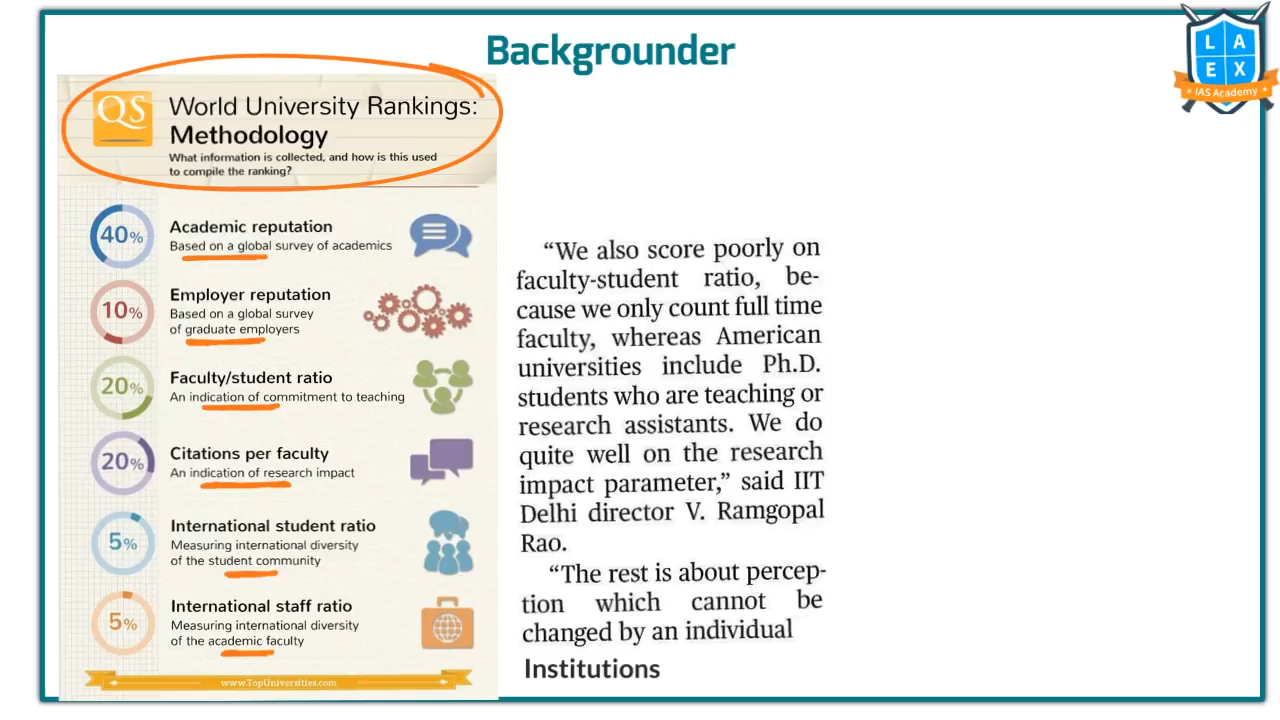 Backgrounder
L A
E X
IAS Academy
QS
World University Rankings:
Methodology
What information is collected, and how is this used
to compile the ranking?
40%
Academic reputation
Based on a global survey of academics
10%
Employer reputation
Based on a global survey
of graduate employers
20%
Faculty/student ratio
An indication of commitment to teaching
20%
Citations per faculty
An indication of research impact
5%
International student ratio
Measuring international diversity
of the student community
5%
International staff ratio
Measuring international diversity
of the academic faculty
www.TopUniversities.com
“We also score poorly on
faculty-student ratio, be-
cause we only count full time
faculty, whereas American
universities include Ph.D.
students who are teaching or
research assistants. We do
quite well on the research
impact parameter,” said IIT
Delhi director V. Ramgopal
Rao.
“The rest is about percep-
tion which cannot be
changed by an individual
Institutions